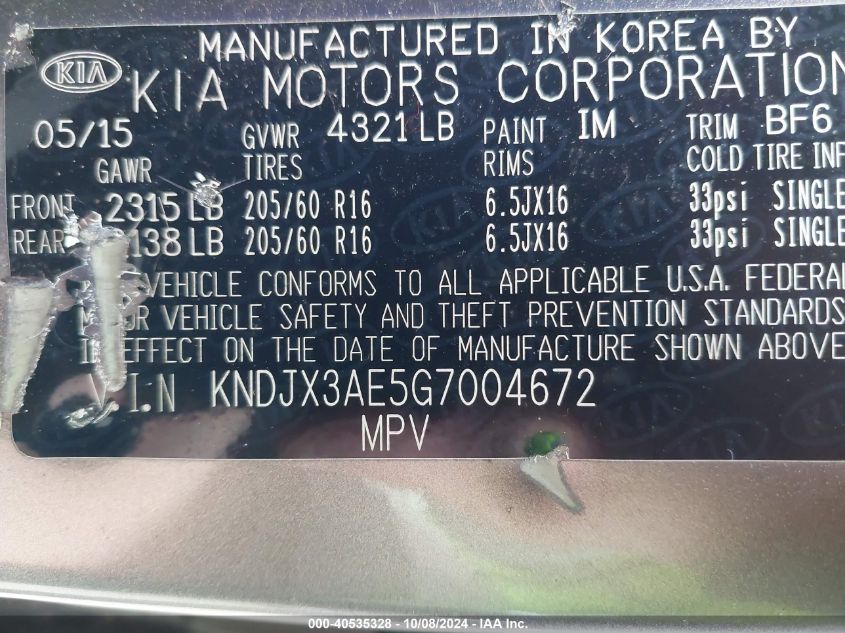 MANUFACTURED IN KOREA BY
KIA KIA MOTORS CORPORATION
05/15 GVWR 4321 LB PAINT IM TRIM BF6
GAWR TIRES RIMS COLD TIRE INF
FRONT 2315 LB 205/60 R16 6.5JX16 33psi SINGLE
REAR 138 LB 205/60 R16 6.5JX16 33psi SINGLE
VEHICLE CONFORMS TO ALL APPLICABLE U.S.A. FEDERAL
VEHICLE SAFETY AND THEFT PREVENTION STANDARDS
IN EFFECT ON THE DATE OF MANUFACTURE SHOWN ABOVE
V.I.N KNDJX3AE5G7004672
MPV
000-40535328 - 10/08/2024 - IAA Inc.